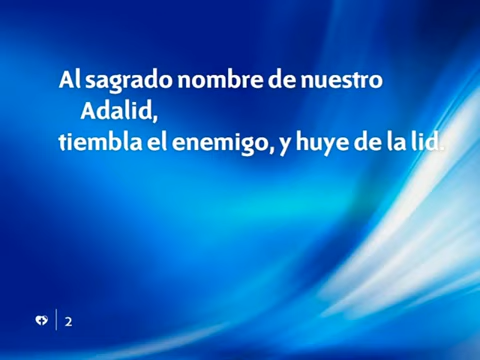 Al sagrado nombre de nuestro
Adalid,
tiembla el enemigo, y huye de la lid.
2